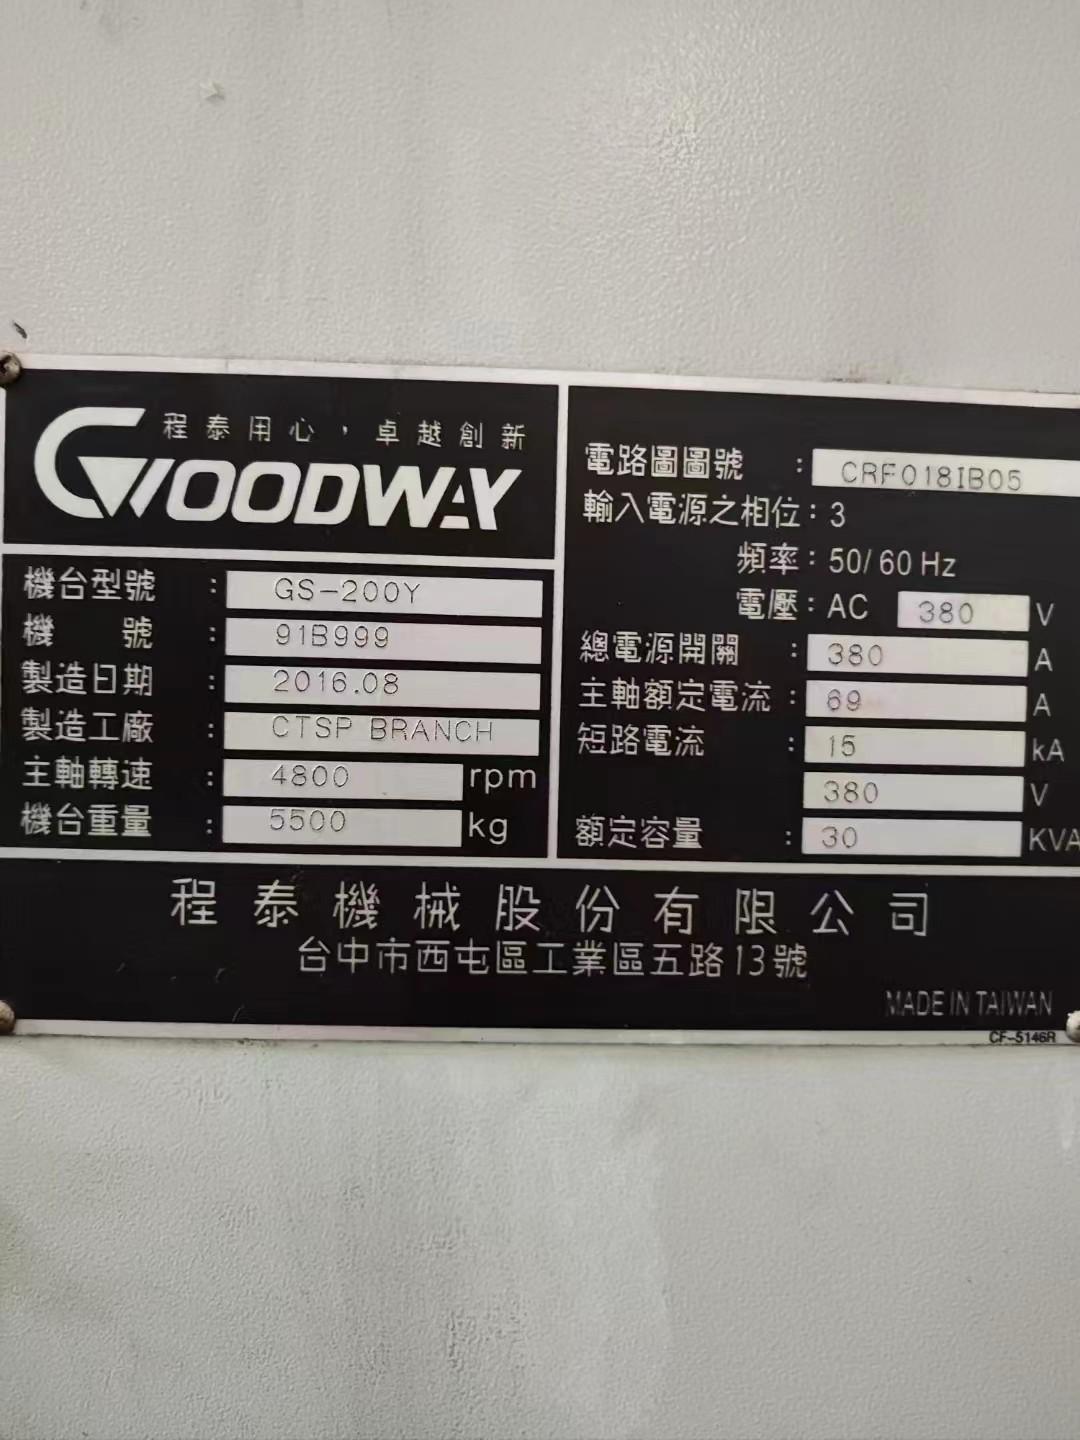 程泰用心，卓越創新
GOODWAY
機台型號 : GS-200Y
機 號 : 91B999
製造日期 : 2016.08
製造工廠 : CTSP BRANCH
主軸轉速 : 4800 rpm
機台重量 : 5500 kg
電路圖圖號 : CRF018IB05
輸入電源之相位 : 3
頻率 : 50/60 Hz
電壓 : AC 380 V
總電源開關 : 380 A
主軸額定電流 : 69 A
短路電流 : 15 kA
380 V
額定容量 : 30 KVA
程泰機械股份有限公司
台中市西屯區工業區五路13號
MADE IN TAIWAN
CF-5146R